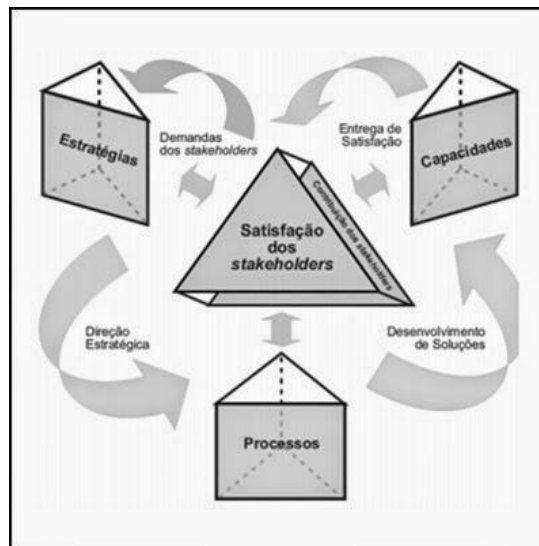 Estratégias
Demandas
dos stakeholders
Entrega de
Satisfação
Capacidades
Satisfação
dos
stakeholders
Contribuição dos stakeholders
Direção
Estratégica
Desenvolvimento
de Soluções
Processos